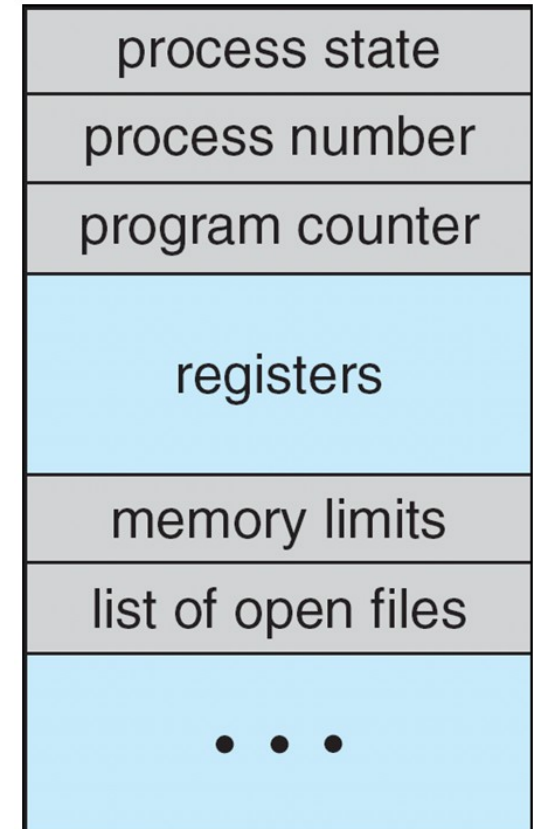 process state
process number
program counter
registers
memory limits
list of open files
• • •